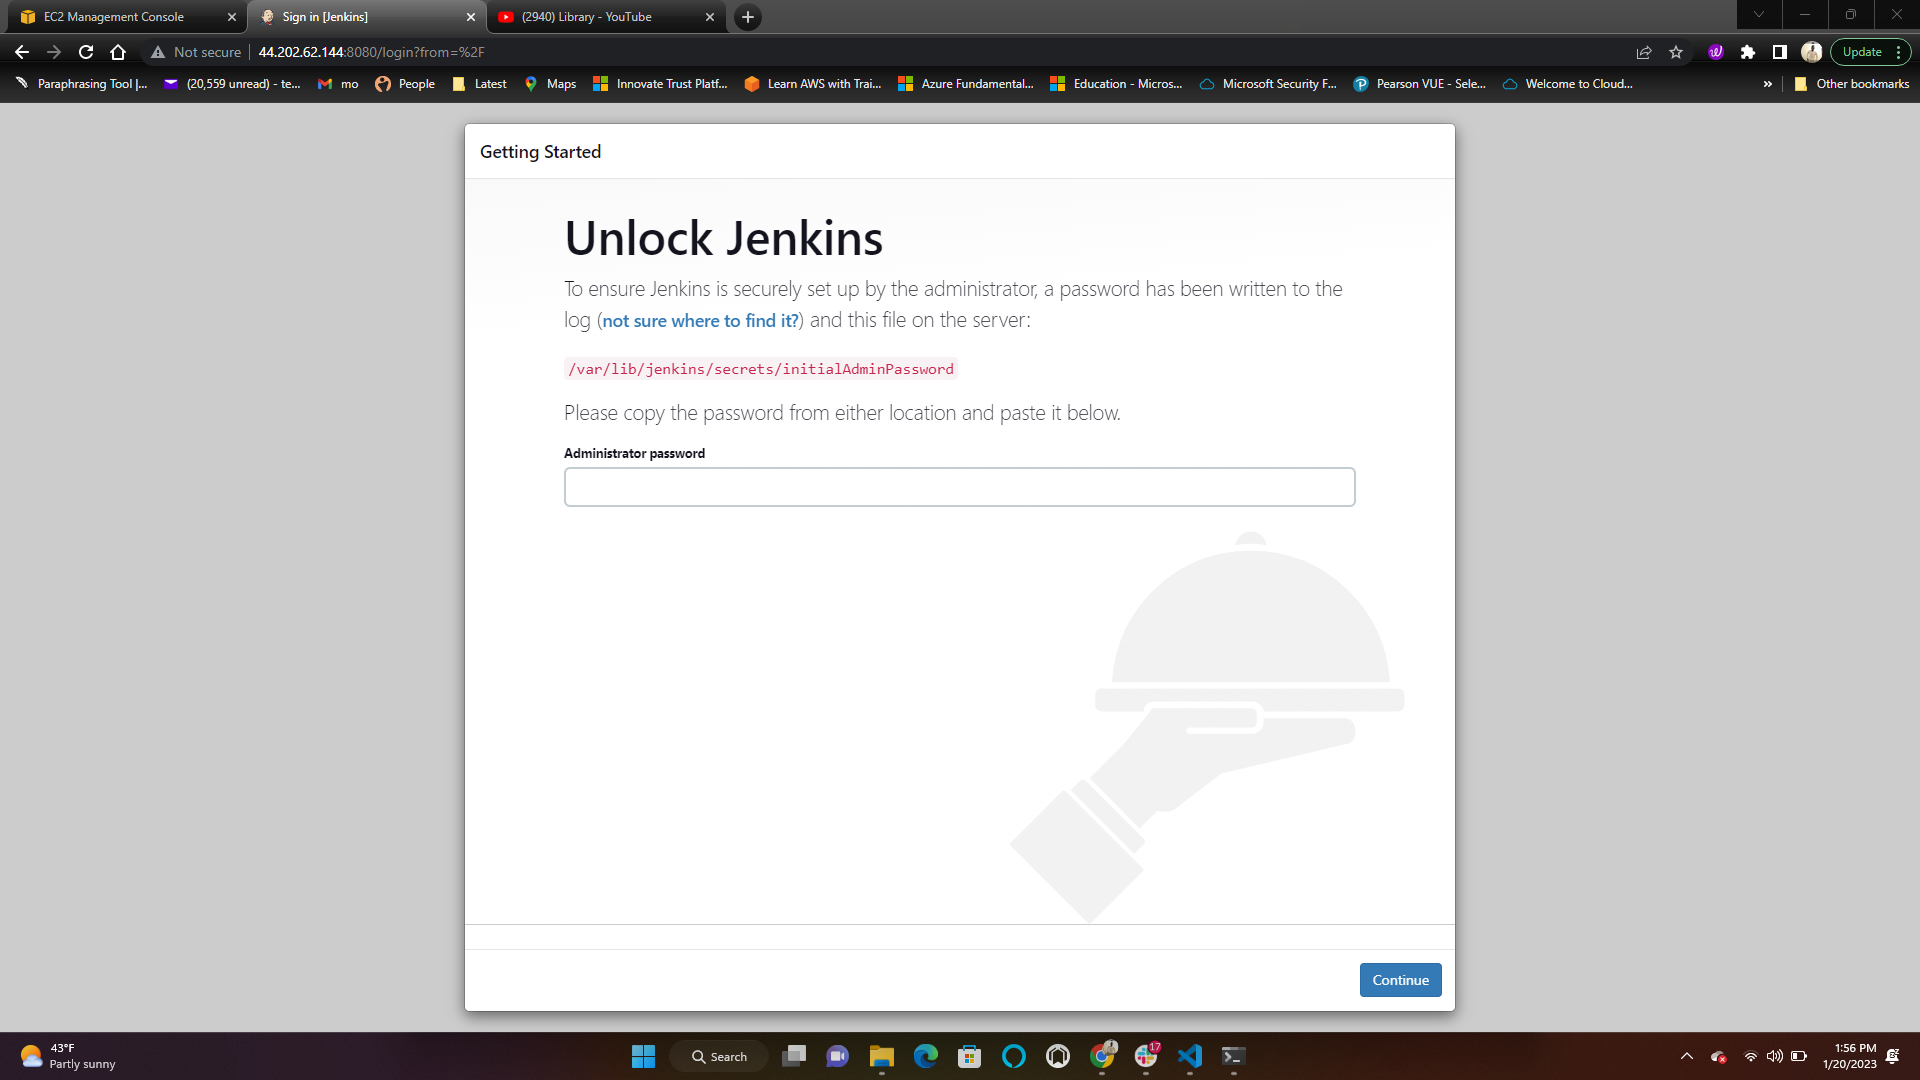 EC2 Management Console
Sign in [Jenkins]
(2940) Library - YouTube
Not secure
44.202.62.144:8080/login?from=%2F
Update
Paraphrasing Tool |...
(20,559 unread) - te...
mo
People
Latest
Maps
Innovate Trust Platf...
Learn AWS with Trai...
Azure Fundamental...
Education - Micros...
Microsoft Security F...
Pearson VUE - Sele...
Welcome to Cloud...
»
Other bookmarks
Getting Started
Unlock Jenkins
To ensure Jenkins is securely set up by the administrator, a password has been written to the
log (not sure where to find it?) and this file on the server:
/var/lib/jenkins/secrets/initialAdminPassword
Please copy the password from either location and paste it below.
Administrator password
Continue
43°F
Partly sunny
Search
17
1:56 PM
1/20/2023